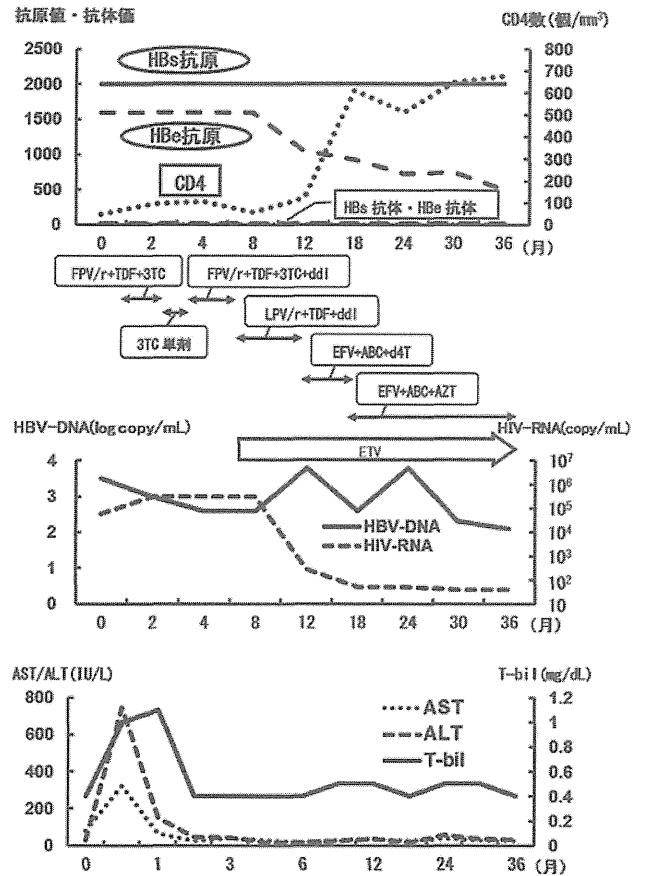 抗原値・抗体価 CD4数(個/mm³)
2500 800
2000 700
1500 600
1000 500
500 400
0 300
200
100
0
HBs抗原
HBe抗原
CD4
HBs抗体・HBe抗体
0 2 4 8 12 18 24 30 36 (月)
FPV/r+TDF+3TC FPV/r+TDF+3TC+ddI
3TC 単剤 LPV/r+TDF+ddI
EFV+ABC+d4T
EFV+ABC+AZT
HBV-DNA(log copy/mL) HIV-RNA(copy/mL)
ETV
4 10⁷
3 10⁶
2 10⁵
1 10⁴
0 10³
10²
10
HBV-DNA
HIV-RNA
0 2 4 8 12 18 24 30 36 (月)
AST/ALT(IU/L) T-bil(mg/dL)
800 1.2
600 1
400 0.8
200 0.6
0 0.4
0.2
0
AST
ALT
T-bil
0 1 3 6 12 24 36 (月)